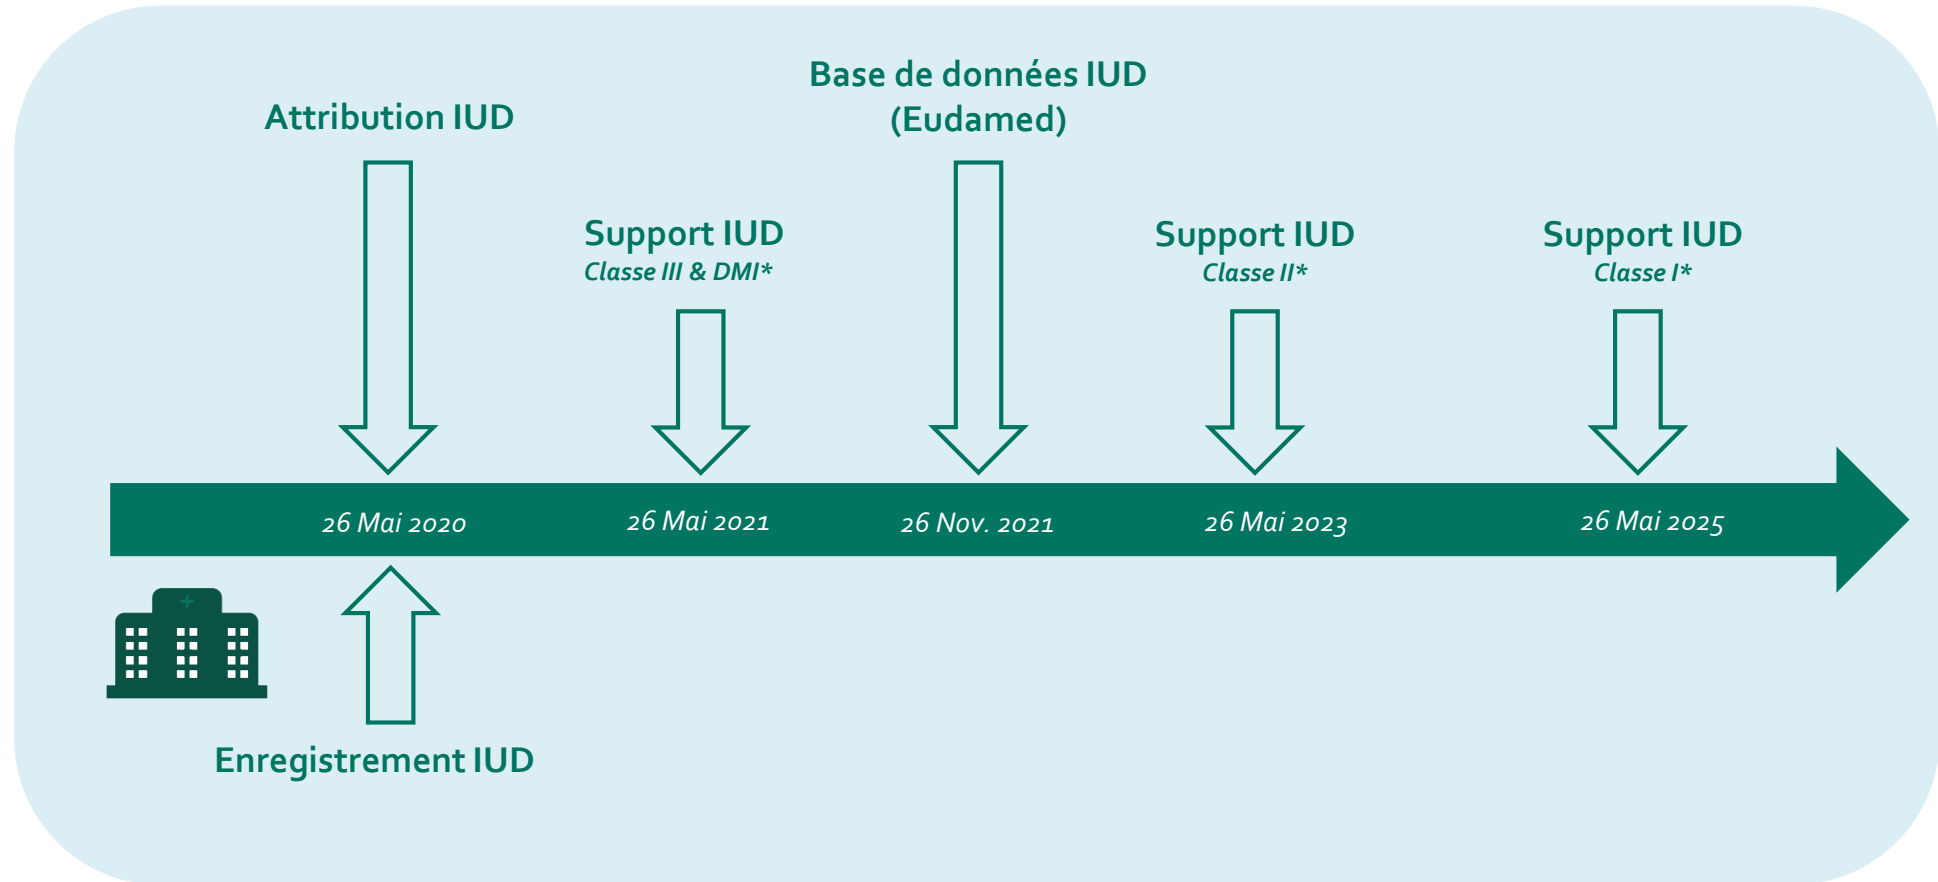 Base de données IUD
(Eudamed)
Attribution IUD
Support IUD
Classe III & DMI*
Support IUD
Classe II*
Support IUD
Classe I*
26 Mai 2020
26 Mai 2021
26 Nov. 2021
26 Mai 2023
26 Mai 2025
Enregistrement IUD